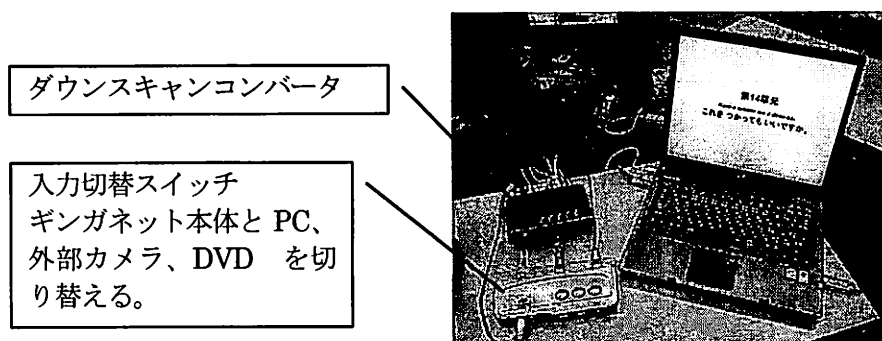 ダウンスキャンコンバータ
入力切替スイッチ
ギンガネット本体と PC、
外部カメラ、DVD を切
り替える。
第14単元
これを つかってもいいですか。